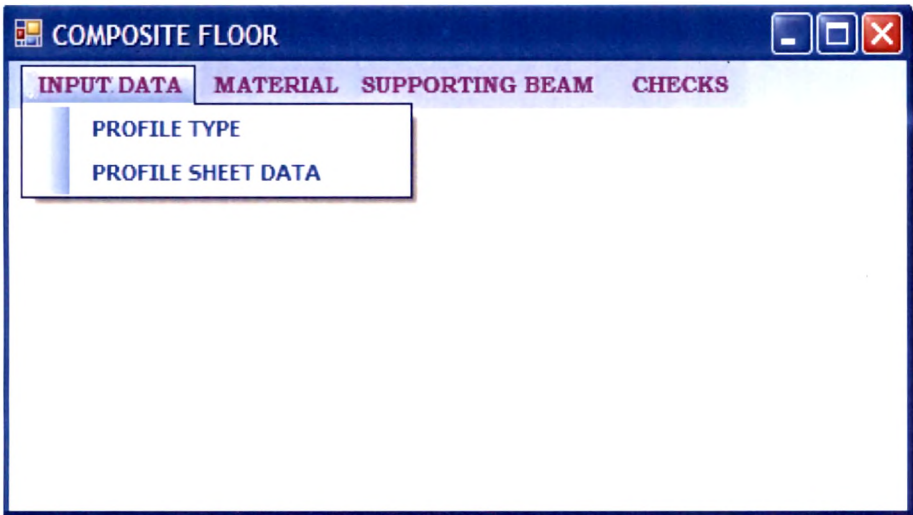 COMPOSITE FLOOR
INPUT DATA MATERIAL SUPPORTING BEAM CHECKS
PROFILE TYPE
PROFILE SHEET DATA